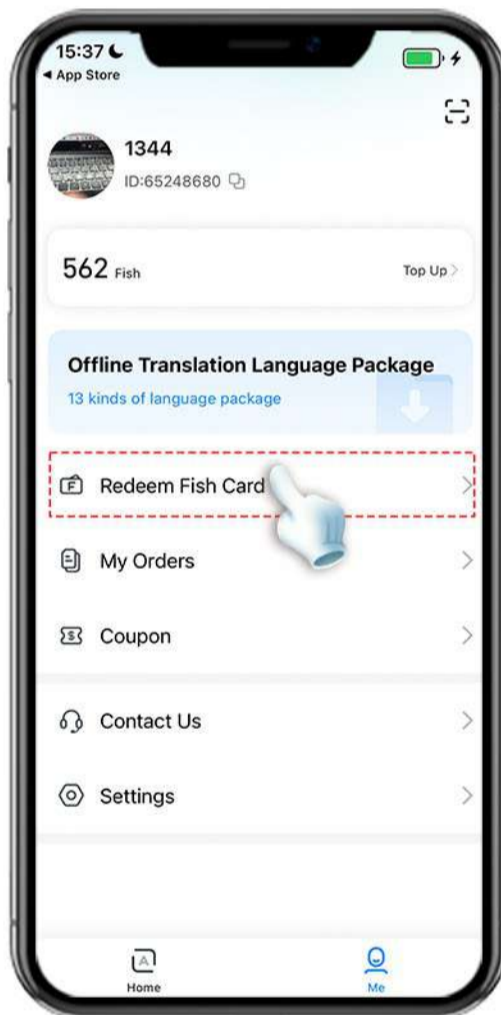 15:37
App Store
1344
ID:65248680
562 Fish
Top Up
Offline Translation Language Package
13 kinds of language package
Redeem Fish Card
My Orders
Coupon
Contact Us
Settings
Home
Me